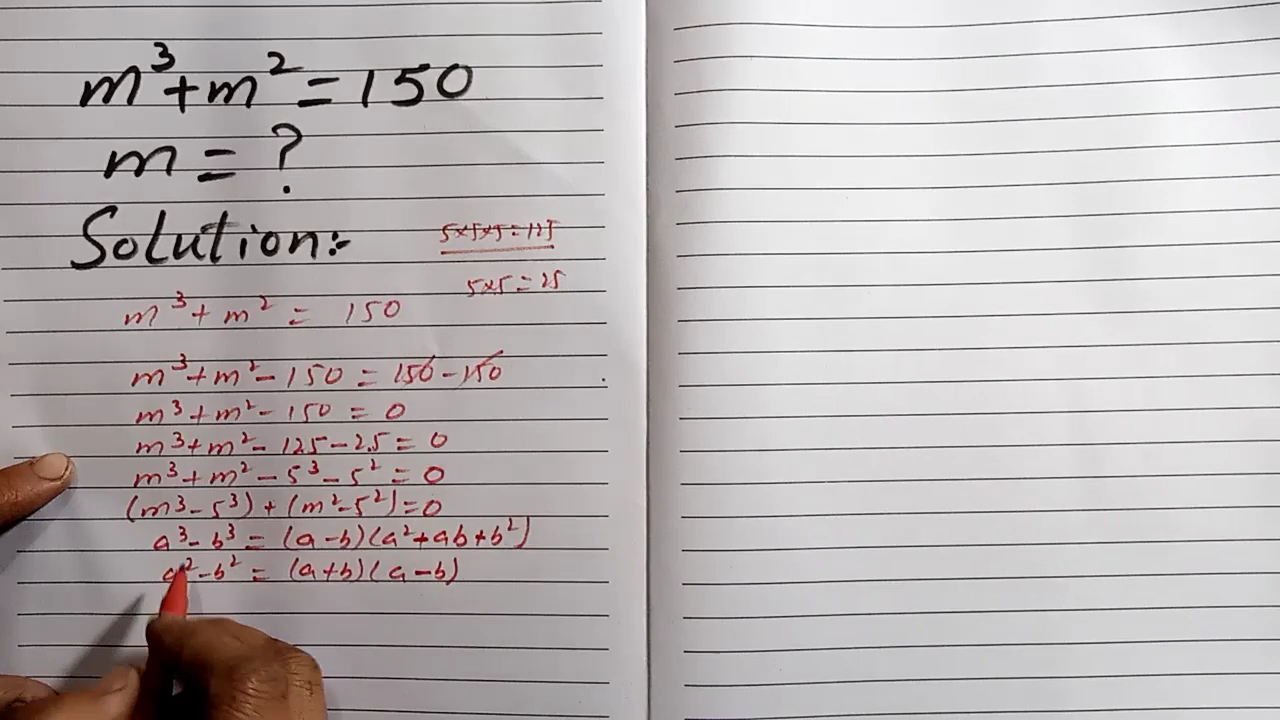 m³+m²=150
m=?
Solution:-
5×5×5=125
5×5=25
m³+m²=150
m³+m²-150=150-150
m³+m²-150=0
m³+m²-125-25=0
m³+m²-5³-5²=0
(m³-5³)+(m²-5²)=0
a³-b³=(a-b)(a²+ab+b²)
a²-b²=(a+b)(a-b)